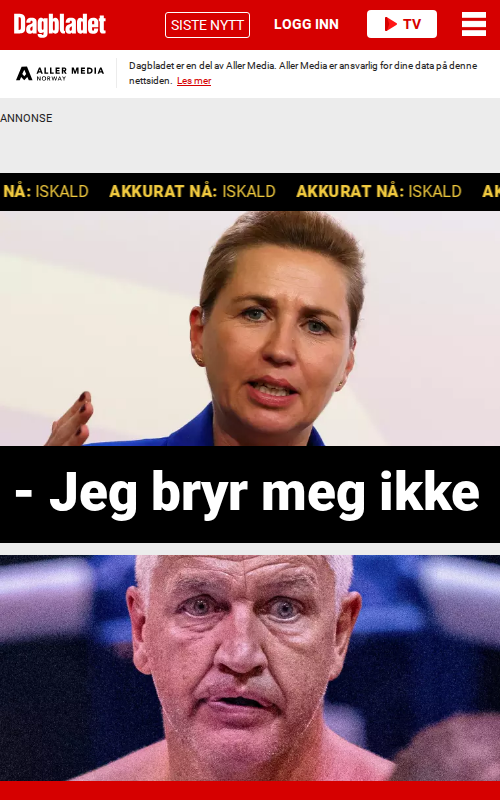 Dagbladet
SISTE NYTT
LOGG INN
TV
ALLER MEDIA
NORWAY
Dagbladet er en del av Aller Media. Aller Media er ansvarlig for dine data på denne
nettsiden. Les mer
ANNONSE
NÅ: ISKALD AKKURAT NÅ: ISKALD AKKURAT NÅ: ISKALD AK
- Jeg bryr meg ikke